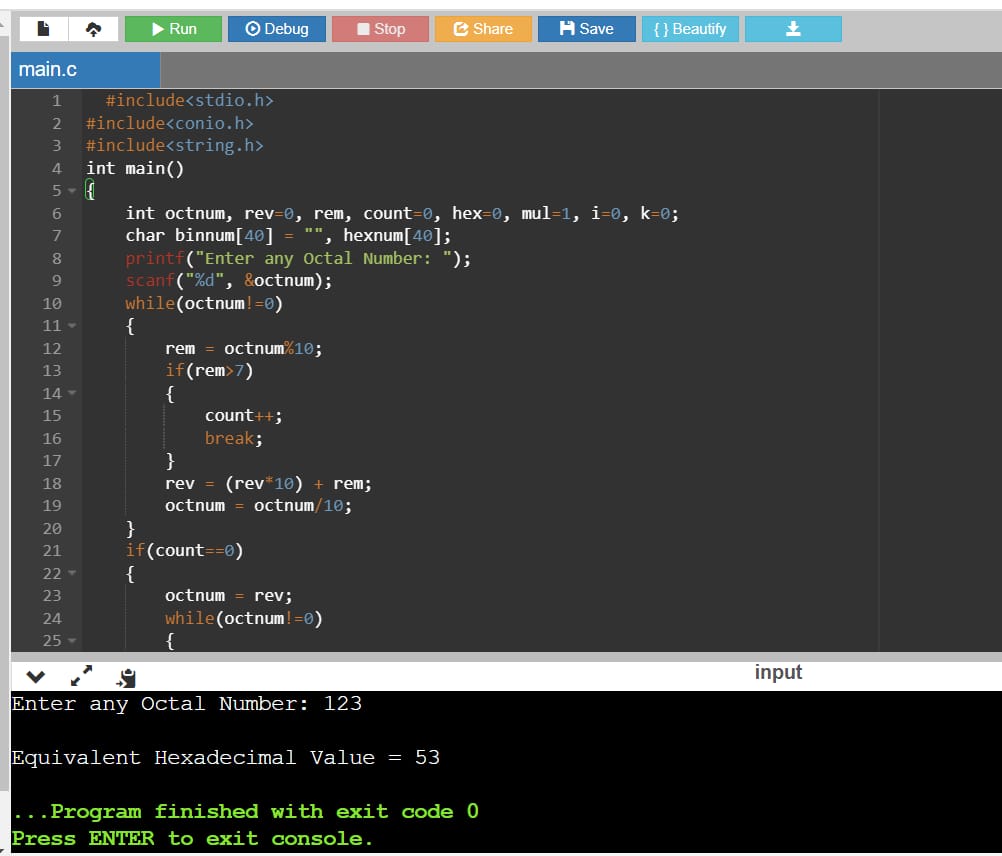 Run Debug Stop Share Save { } Beautify
main.c
1 #include<stdio.h>
2 #include<conio.h>
3 #include<string.h>
4 int main()
5 {
6 int octnum, rev=0, rem, count=0, hex=0, mul=1, i=0, k=0;
7 char binnum[40] = "", hexnum[40];
8 printf("Enter any Octal Number: ");
9 scanf("%d", &octnum);
10 while(octnum!=0)
11 {
12 rem = octnum%10;
13 if(rem>7)
14 {
15 count++;
16 break;
17 }
18 rev = (rev*10) + rem;
19 octnum = octnum/10;
20 }
21 if(count==0)
22 {
23 octnum = rev;
24 while(octnum!=0)
25 {
input
Enter any Octal Number: 123
Equivalent Hexadecimal Value = 53
...Program finished with exit code 0
Press ENTER to exit console.